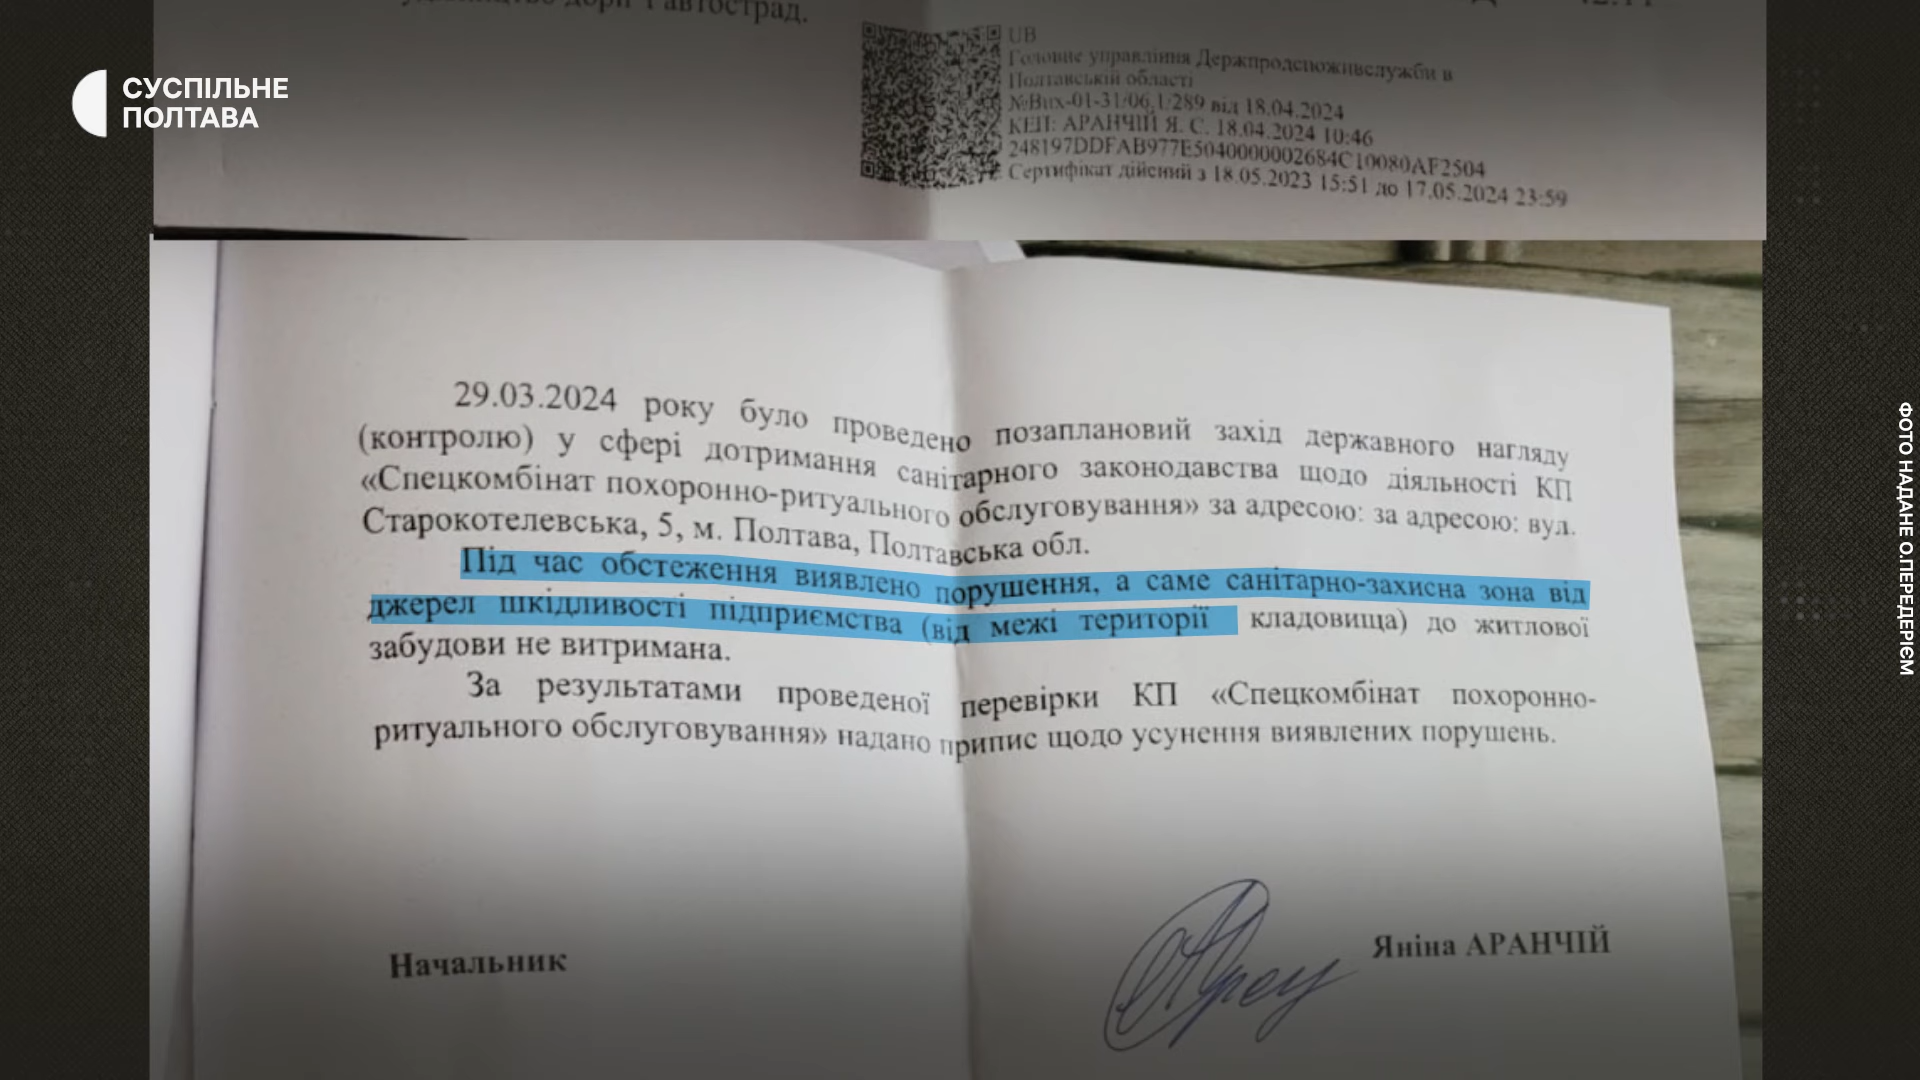 автострад.
СУСПІЛЬНЕ
ПОЛТАВА
UB
Головне управління Держпродспоживслужби в
Полтавській області
№Вих-01-31/06.1/289 від 18.04.2024
КЕП: АРАНЧІЙ Я. С. 18.04.2024 10:46
248197DDFAB977E5040000002684C10080AF2504
Сертифікат дійсний з 18.05.2023 15:51 до 17.05.2024 23:59
29.03.2024 року було проведено позаплановий захід державного нагляду
(контролю) у сфері дотримання санітарного законодавства щодо діяльності КП
«Спецкомбінат похоронно-ритуального обслуговування» за адресою: за адресою: вул.
Старокотелевська, 5, м. Полтава, Полтавська обл.
Під час обстеження виявлено порушення, а саме санітарно-захисна зона від
джерел шкідливості підприємства (від межі території кладовища) до житлової
забудови не витримана.
За результатами проведеної перевірки КП «Спецкомбінат похоронно-
ритуального обслуговування» надано припис щодо усунення виявлених порушень.
Начальник
Яніна АРАНЧІЙ
ФОТО НАДАНЕ О.ПЕРЕДЕРІЄМ